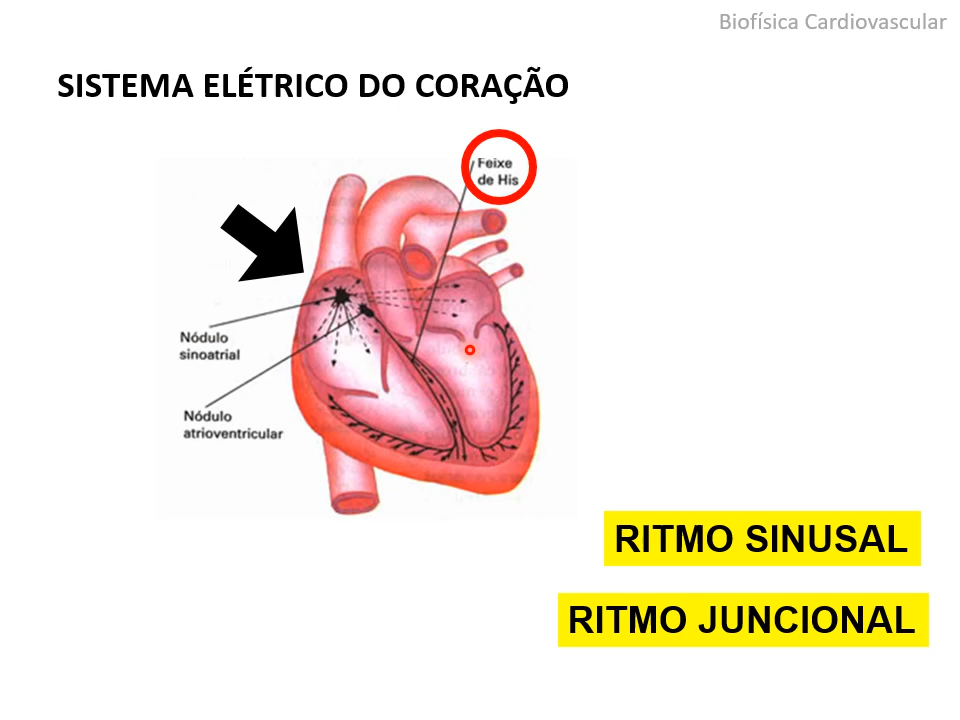 Biofísica Cardiovascular
SISTEMA ELÉTRICO DO CORAÇÃO
Feixe
de His
Nódulo
sinoatrial
Nódulo
atrioventricular
RITMO SINUSAL
RITMO JUNCIONAL